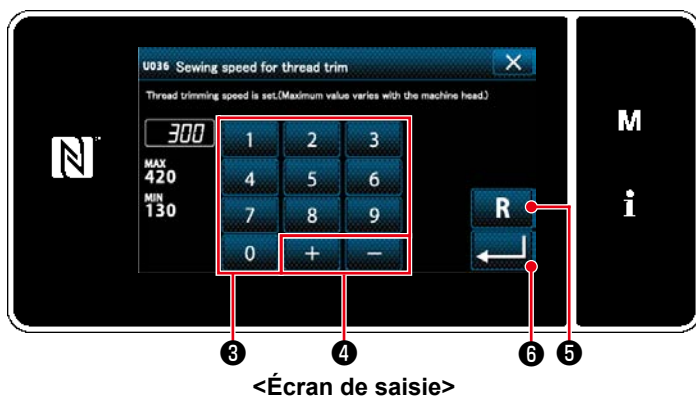 U036 Sewing speed for thread trim
Thread trimming speed is set.(Maximum value varies with the machine head.)
300
MAX
420
MIN
130
1 2 3
4 5 6
7 8 9
0 + −
R
N
M
i
❸ ❹ ❻ ❺
<Écran de saisie>